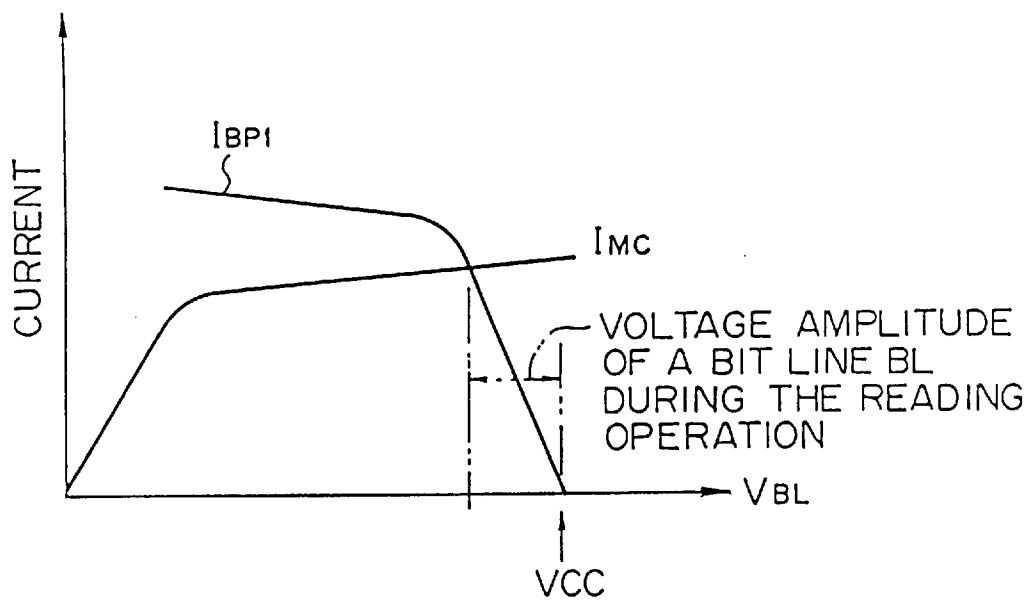 CURRENT
IBP1
IMC
VOLTAGE AMPLITUDE
OF A BIT LINE BL
DURING THE READING
OPERATION
VBL
VCC